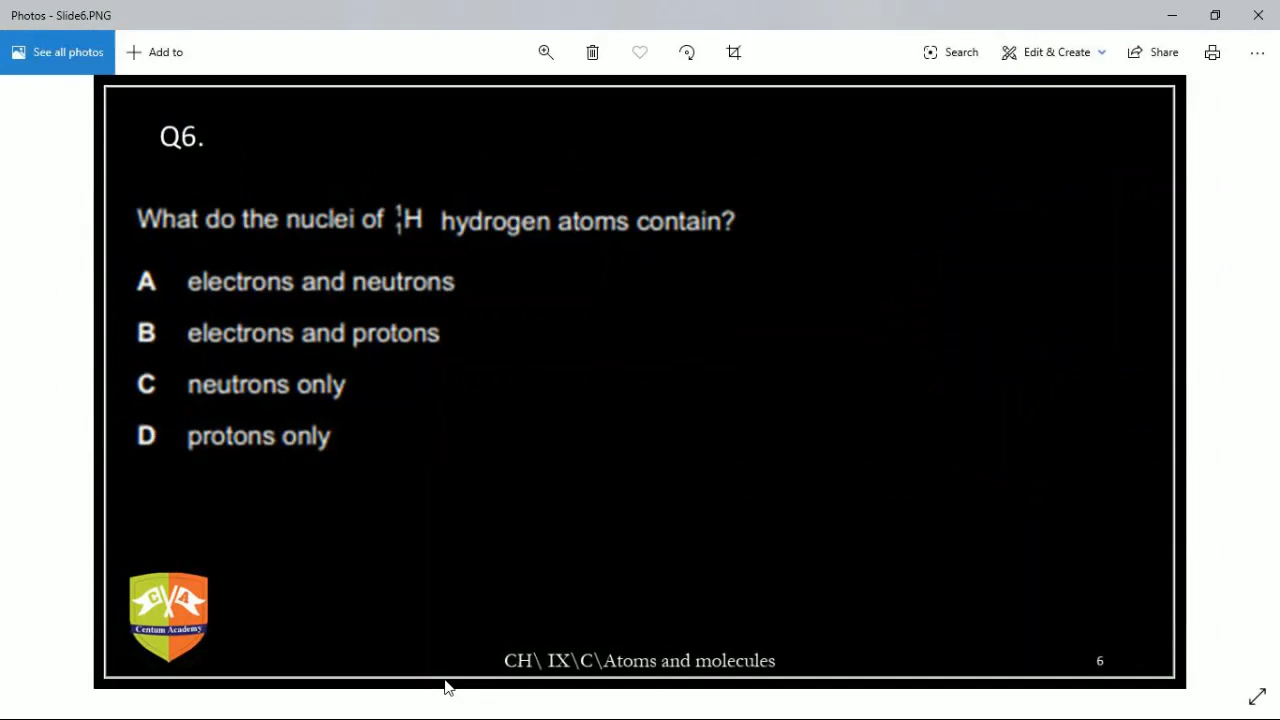 Photos - Slide6.PNG
See all photos
Add to
Search
Edit & Create
Share
Q6.
What do the nuclei of ¹₁H hydrogen atoms contain?
A electrons and neutrons
B electrons and protons
C neutrons only
D protons only
C A
Centum Academy
CH\ IX\C\Atoms and molecules
6